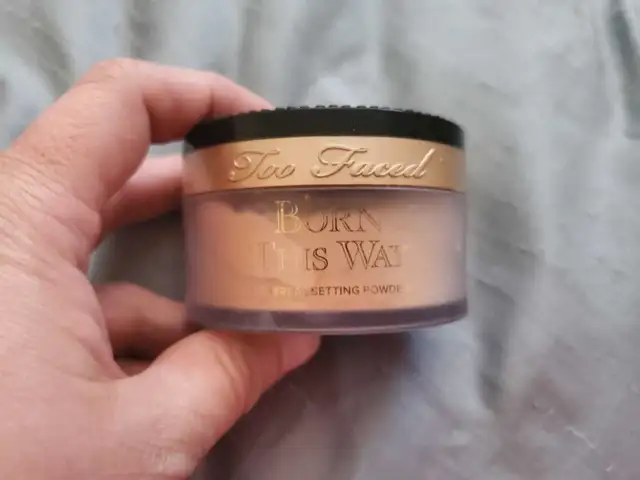 Too Faced
BORN
THIS WAY
SETTING POWDER